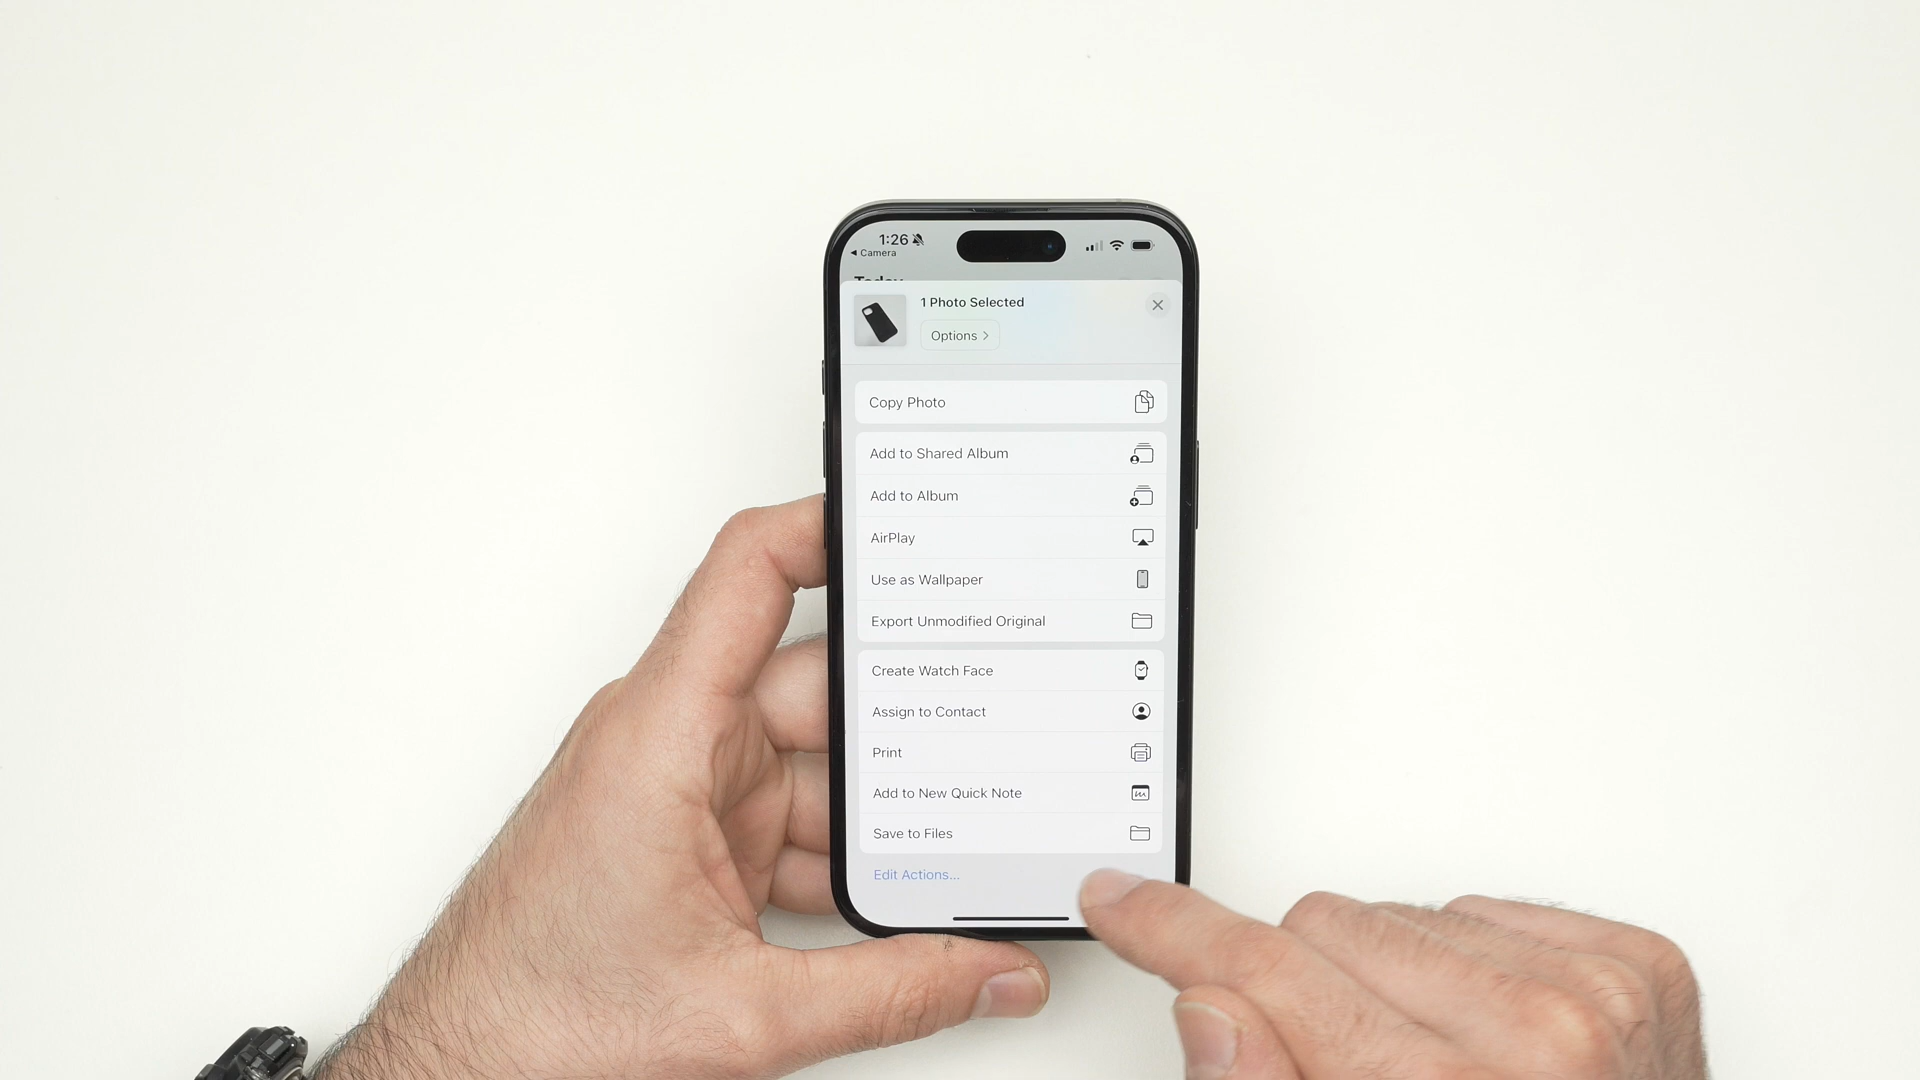 1:26
◀ Camera
Today
1 Photo Selected
Options >
Copy Photo
Add to Shared Album
Add to Album
AirPlay
Use as Wallpaper
Export Unmodified Original
Create Watch Face
Assign to Contact
Print
Add to New Quick Note
Save to Files
Edit Actions...